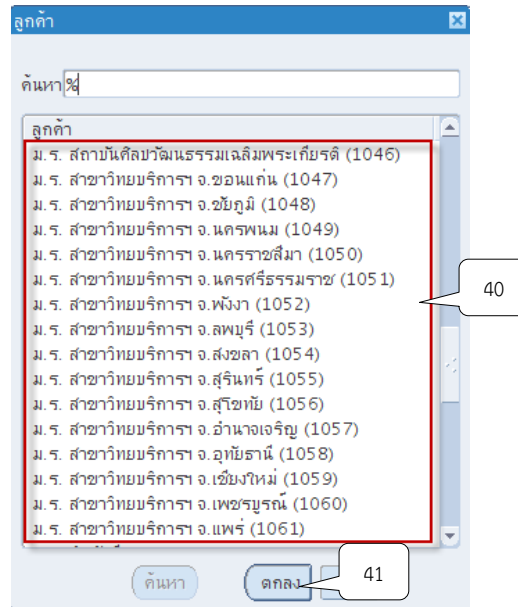 ลูกค้า
ค้นหา %
ลูกค้า
ม.ร. สถาบันศิลปวัฒนธรรมเฉลิมพระเกียรติ (1046)
ม.ร. สาขาวิทยบริการฯ จ.ขอนแก่น (1047)
ม.ร. สาขาวิทยบริการฯ จ.ชัยภูมิ (1048)
ม.ร. สาขาวิทยบริการฯ จ.นครพนม (1049)
ม.ร. สาขาวิทยบริการฯ จ.นครราชสีมา (1050)
ม.ร. สาขาวิทยบริการฯ จ.นครศรีธรรมราช (1051)
40
ม.ร. สาขาวิทยบริการฯ จ.พังงา (1052)
ม.ร. สาขาวิทยบริการฯ จ.ลพบุรี (1053)
ม.ร. สาขาวิทยบริการฯ จ.สงขลา (1054)
ม.ร. สาขาวิทยบริการฯ จ.สุรินทร์ (1055)
ม.ร. สาขาวิทยบริการฯ จ.สุโขทัย (1056)
ม.ร. สาขาวิทยบริการฯ จ.อำนาจเจริญ (1057)
ม.ร. สาขาวิทยบริการฯ จ.อุทัยธานี (1058)
ม.ร. สาขาวิทยบริการฯ จ.เชียงใหม่ (1059)
ม.ร. สาขาวิทยบริการฯ จ.เพชรบูรณ์ (1060)
ม.ร. สาขาวิทยบริการฯ จ.แพร่ (1061)
ค้นหา ตกลง 41